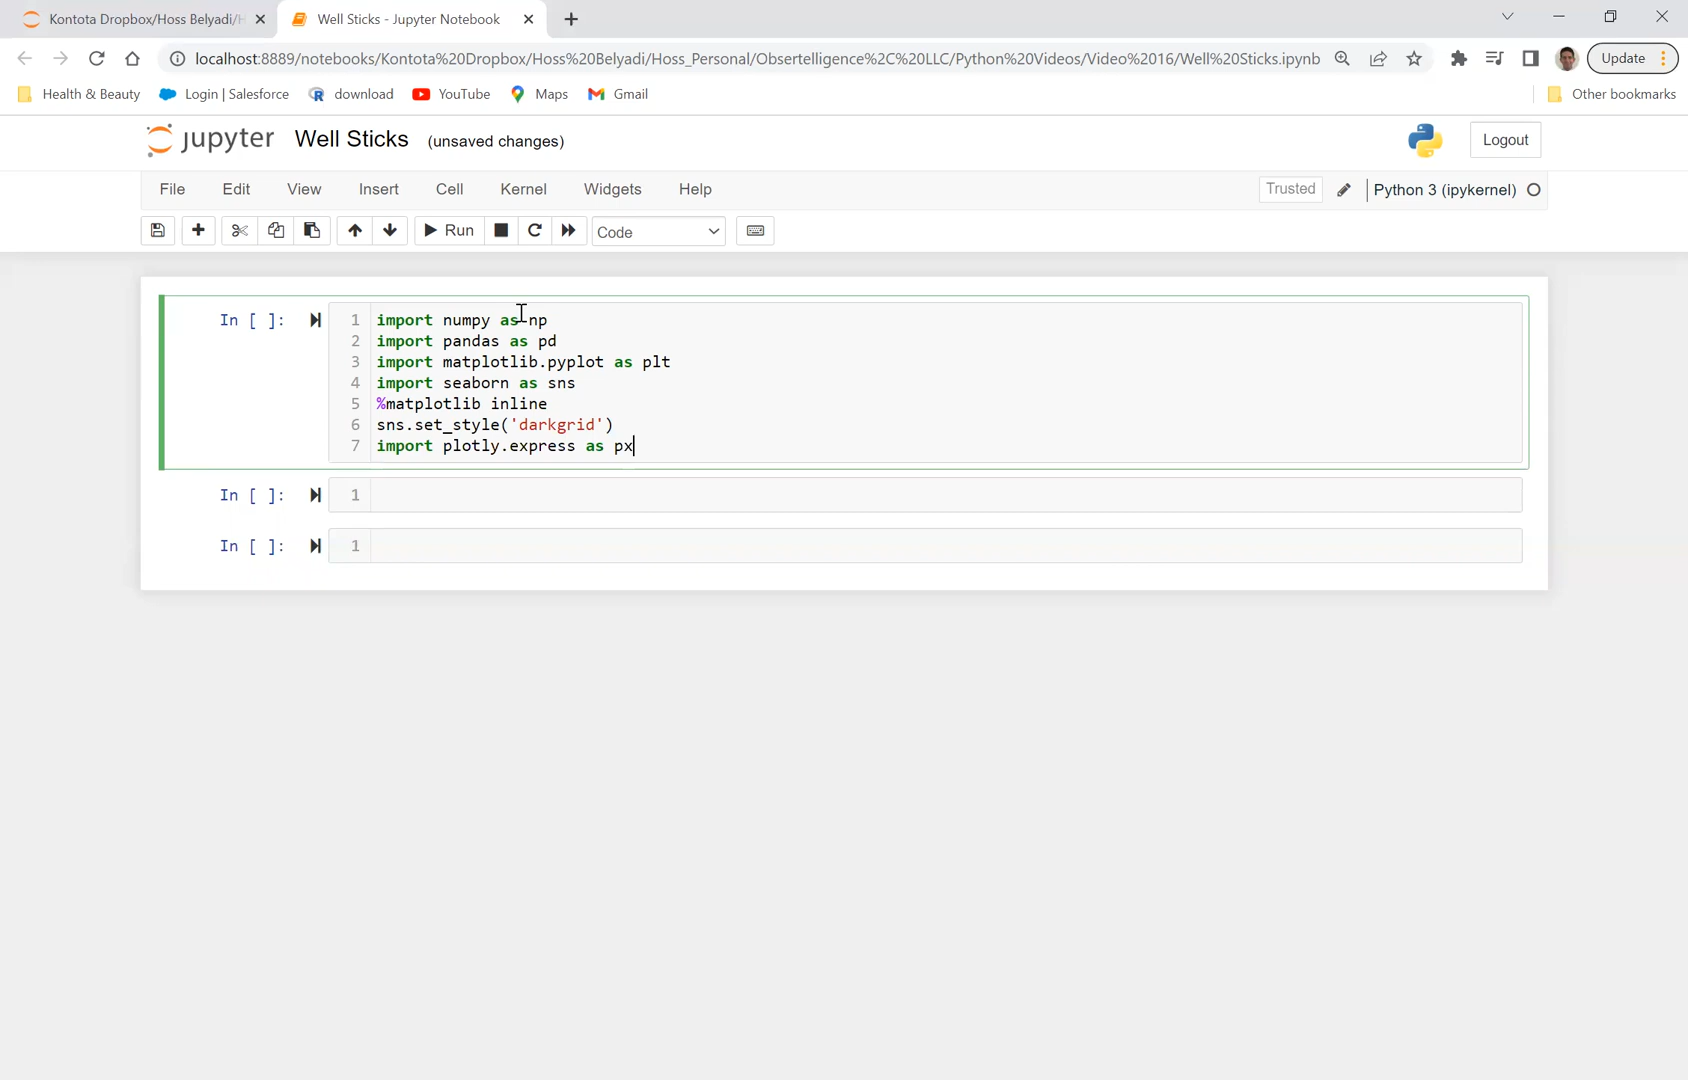 Kontota Dropbox/Hoss Belyadi/H
Well Sticks - Jupyter Notebook
localhost:8889/notebooks/Kontota%20Dropbox/Hoss%20Belyadi/Hoss_Personal/Obsertelligence%2C%20LLC/Python%20Videos/Video%2016/Well%20Sticks.ipynb
Update
Health & Beauty
Login | Salesforce
download
YouTube
Maps
Gmail
Other bookmarks
jupyter Well Sticks (unsaved changes)
Logout
File Edit View Insert Cell Kernel Widgets Help
Trusted
Python 3 (ipykernel)
Run
Code
In [ ]:
1 import numpy as np
2 import pandas as pd
3 import matplotlib.pyplot as plt
4 import seaborn as sns
5 %matplotlib inline
6 sns.set_style('darkgrid')
7 import plotly.express as px
In [ ]: 1
In [ ]: 1